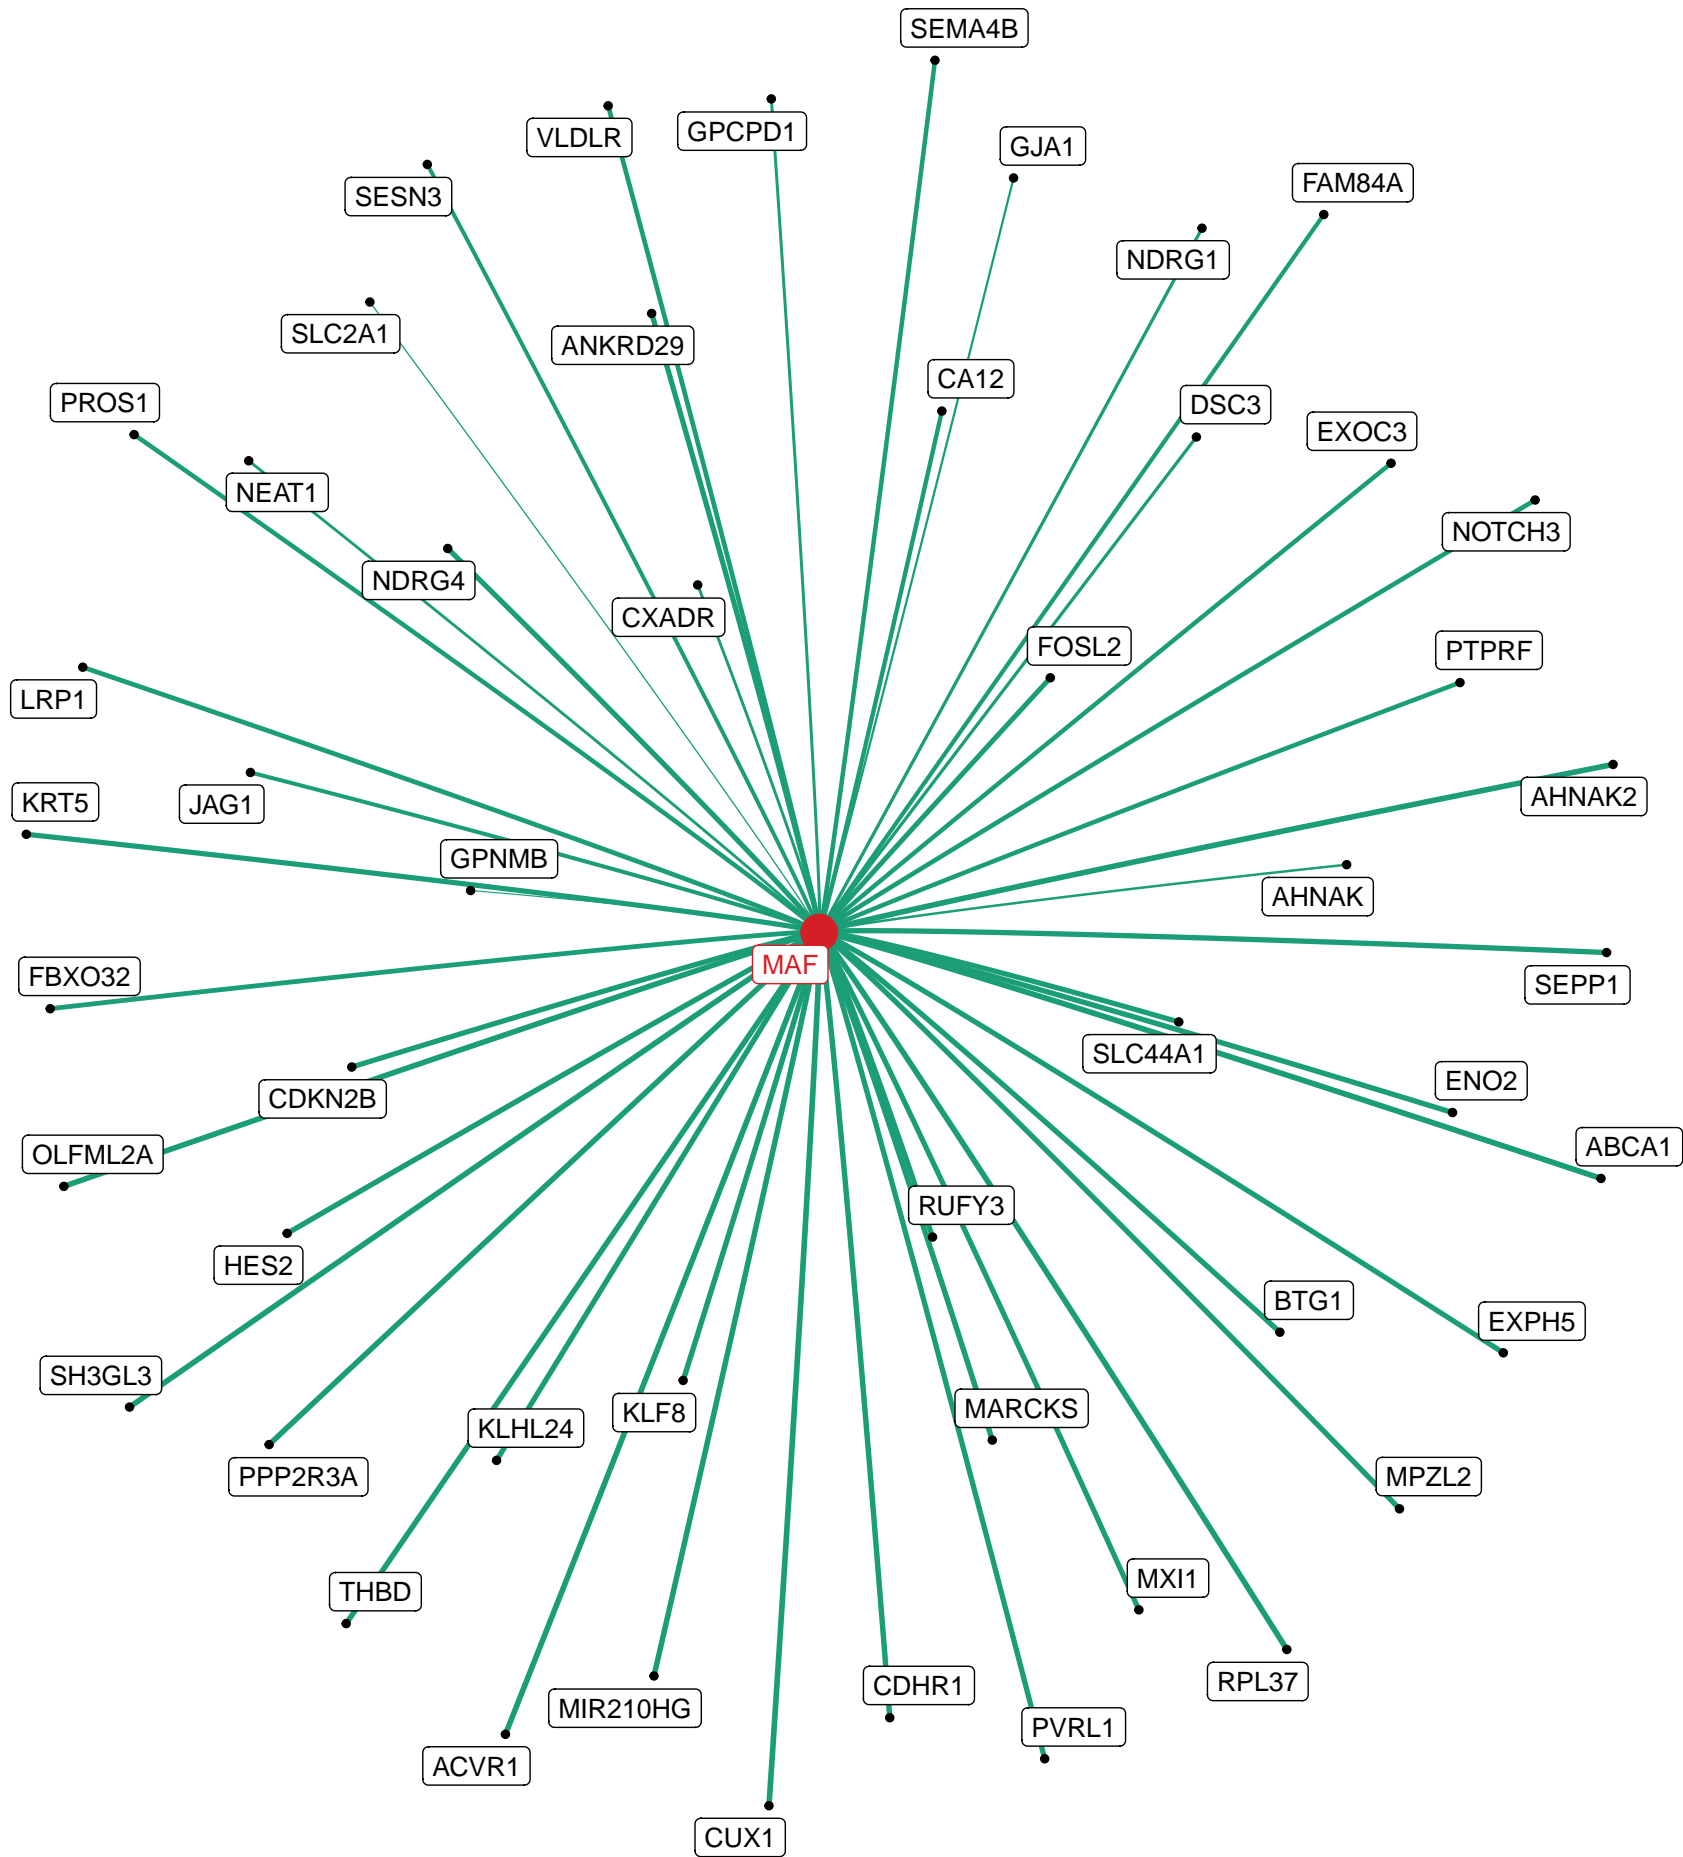 SEMA4B
VLDLR
GPCPD1
GJA1
FAM84A
SESN3
NDRG1
SLC2A1
ANKRD29
CA12
PROS1
DSC3
EXOC3
NEAT1
NOTCH3
NDRG4
CXADR
FOSL2
PTPRF
LRP1
KRT5
JAG1
AHNAK2
GPNMB
AHNAK
MAF
FBXO32
SEPP1
SLC44A1
ENO2
CDKN2B
OLFML2A
ABCA1
RUFY3
HES2
BTG1
EXPH5
SH3GL3
KLF8
MARCKS
KLHL24
PPP2R3A
MPZL2
THBD
MXI1
RPL37
CDHR1
MIR210HG
PVRL1
ACVR1
CUX1